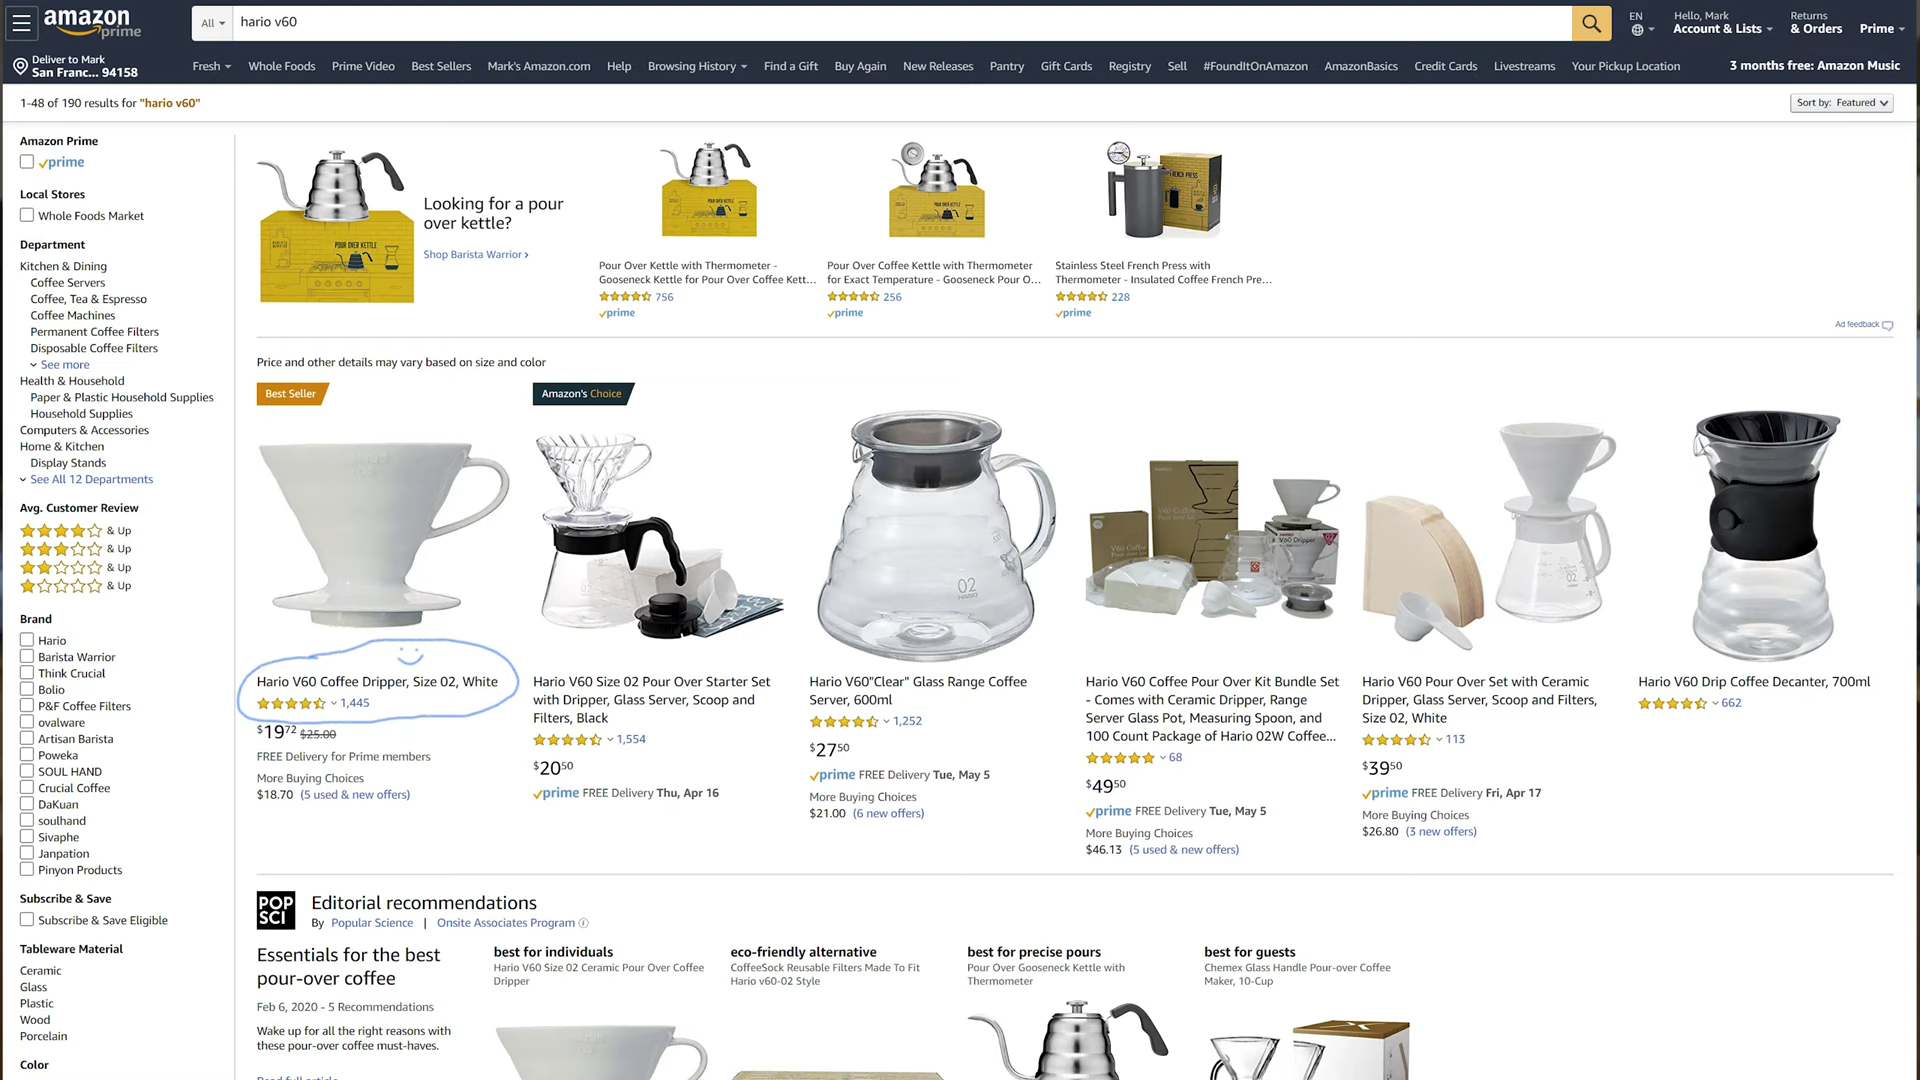 amazon prime
All
hario v60
EN
Hello, Mark
Account & Lists
Returns
& Orders
Prime
Deliver to Mark
San Franc... 94158
Fresh
Whole Foods
Prime Video
Best Sellers
Mark's Amazon.com
Help
Browsing History
Find a Gift
Buy Again
New Releases
Pantry
Gift Cards
Registry
Sell
#FoundItOnAmazon
AmazonBasics
Credit Cards
Livestreams
Your Pickup Location
3 months free: Amazon Music
1-48 of 190 results for "hario v60"
Sort by: Featured
Amazon Prime
prime
Local Stores
Whole Foods Market
Department
Kitchen & Dining
Coffee Servers
Coffee, Tea & Espresso
Coffee Machines
Permanent Coffee Filters
Disposable Coffee Filters
See more
Health & Household
Paper & Plastic Household Supplies
Household Supplies
Computers & Accessories
Home & Kitchen
Display Stands
See All 12 Departments
Avg. Customer Review
& Up
& Up
& Up
& Up
Brand
Hario
Barista Warrior
Think Crucial
Bolio
P&F Coffee Filters
ovalware
Artisan Barista
Poweka
SOUL HAND
Crucial Coffee
DaKuan
soulhand
Sivaphe
Janpation
Pinyon Products
Subscribe & Save
Subscribe & Save Eligible
Tableware Material
Ceramic
Glass
Plastic
Wood
Porcelain
Color
POUR OVER KETTLE
Looking for a pour
over kettle?
Shop Barista Warrior ›
POUR OVER KETTLE
Pour Over Kettle with Thermometer -
Gooseneck Kettle for Pour Over Coffee Kett...
756
prime
POUR OVER KETTLE
Pour Over Coffee Kettle with Thermometer
for Exact Temperature - Gooseneck Pour O...
256
prime
FRENCH PRESS
Stainless Steel French Press with
Thermometer - Insulated Coffee French Pre...
228
prime
Ad feedback
Price and other details may vary based on size and color
Best Seller
Hario V60 Coffee Dripper, Size 02, White
1,445
$1972 $25.00
FREE Delivery for Prime members
More Buying Choices
$18.70 (5 used & new offers)
Amazon's Choice
Hario V60 Size 02 Pour Over Starter Set
with Dripper, Glass Server, Scoop and
Filters, Black
1,554
$2050
prime FREE Delivery Thu, Apr 16
02
HARIO
Hario V60"Clear" Glass Range Coffee
Server, 600ml
1,252
$2750
prime FREE Delivery Tue, May 5
More Buying Choices
$21.00 (6 new offers)
V60 Dripper
Hario V60 Coffee Pour Over Kit Bundle Set
- Comes with Ceramic Dripper, Range
Server Glass Pot, Measuring Spoon, and
100 Count Package of Hario 02W Coffee...
68
$4950
prime FREE Delivery Tue, May 5
More Buying Choices
$46.13 (5 used & new offers)
02
Hario V60 Pour Over Set with Ceramic
Dripper, Glass Server, Scoop and Filters,
Size 02, White
113
$3950
prime FREE Delivery Fri, Apr 17
More Buying Choices
$26.80 (3 new offers)
Hario V60 Drip Coffee Decanter, 700ml
662
POP
SCI
Editorial recommendations
By Popular Science | Onsite Associates Program
Essentials for the best
pour-over coffee
Feb 6, 2020 - 5 Recommendations
Wake up for all the right reasons with
these pour-over coffee must-haves.
best for individuals
Hario V60 Size 02 Ceramic Pour Over Coffee
Dripper
eco-friendly alternative
CoffeeSock Reusable Filters Made To Fit
Hario v60-02 Style
best for precise pours
Pour Over Gooseneck Kettle with
Thermometer
best for guests
Chemex Glass Handle Pour-over Coffee
Maker, 10-Cup